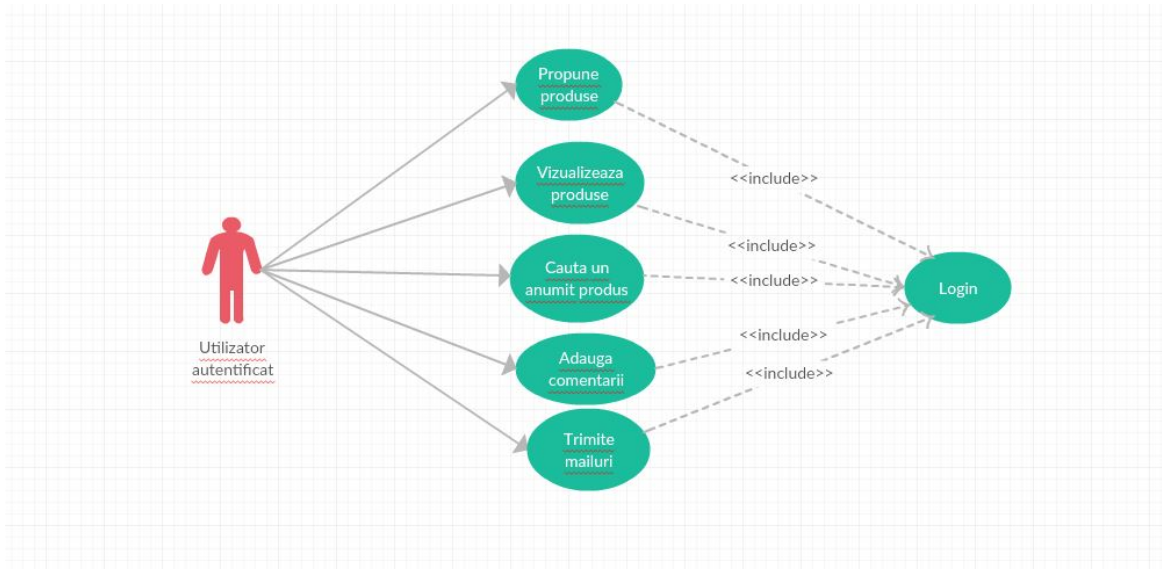 Propune
produse
Vizualizeaza
produse
Cauta un
anumit produs
Adauga
comentarii
Trimite
mailuri
<<include>>
<<include>>
<<include>>
<<include>>
<<include>>
Login
Utilizator
autentificat